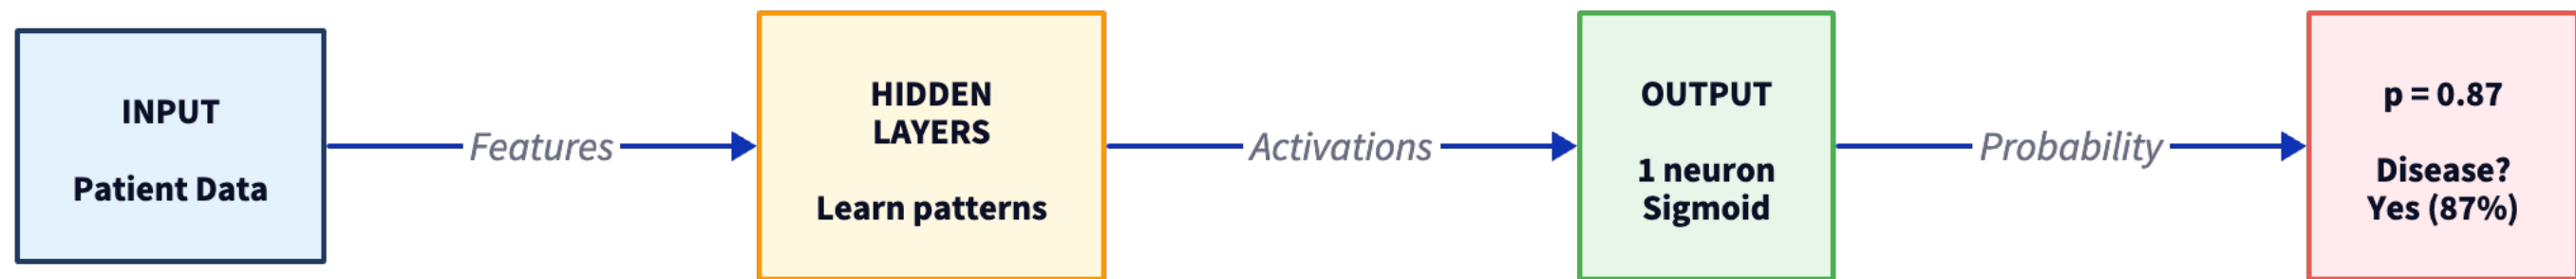 INPUT
Patient Data
Features
HIDDEN
LAYERS
Learn patterns
Activations
OUTPUT
1 neuron
Sigmoid
Probability
p = 0.87
Disease?
Yes (87%)